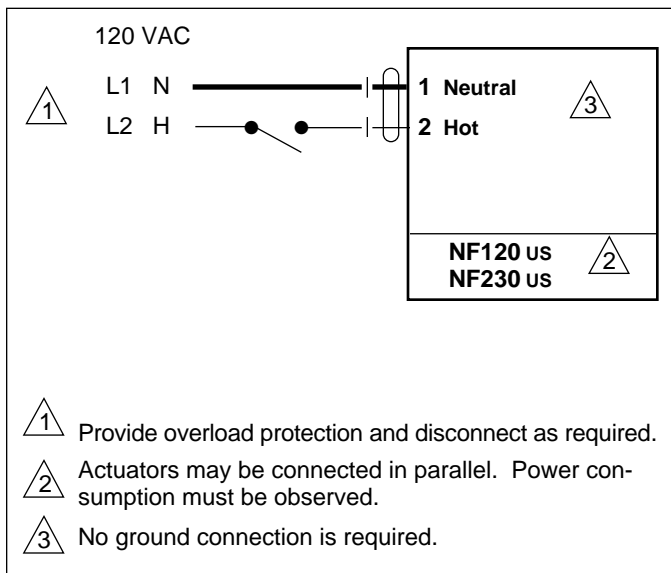 120 VAC
L1 N
1 Neutral
3
1
L2 H
2 Hot
NF120 US
2
NF230 US
1 Provide overload protection and disconnect as required.
2 Actuators may be connected in parallel. Power con-
sumption must be observed.
3 No ground connection is required.